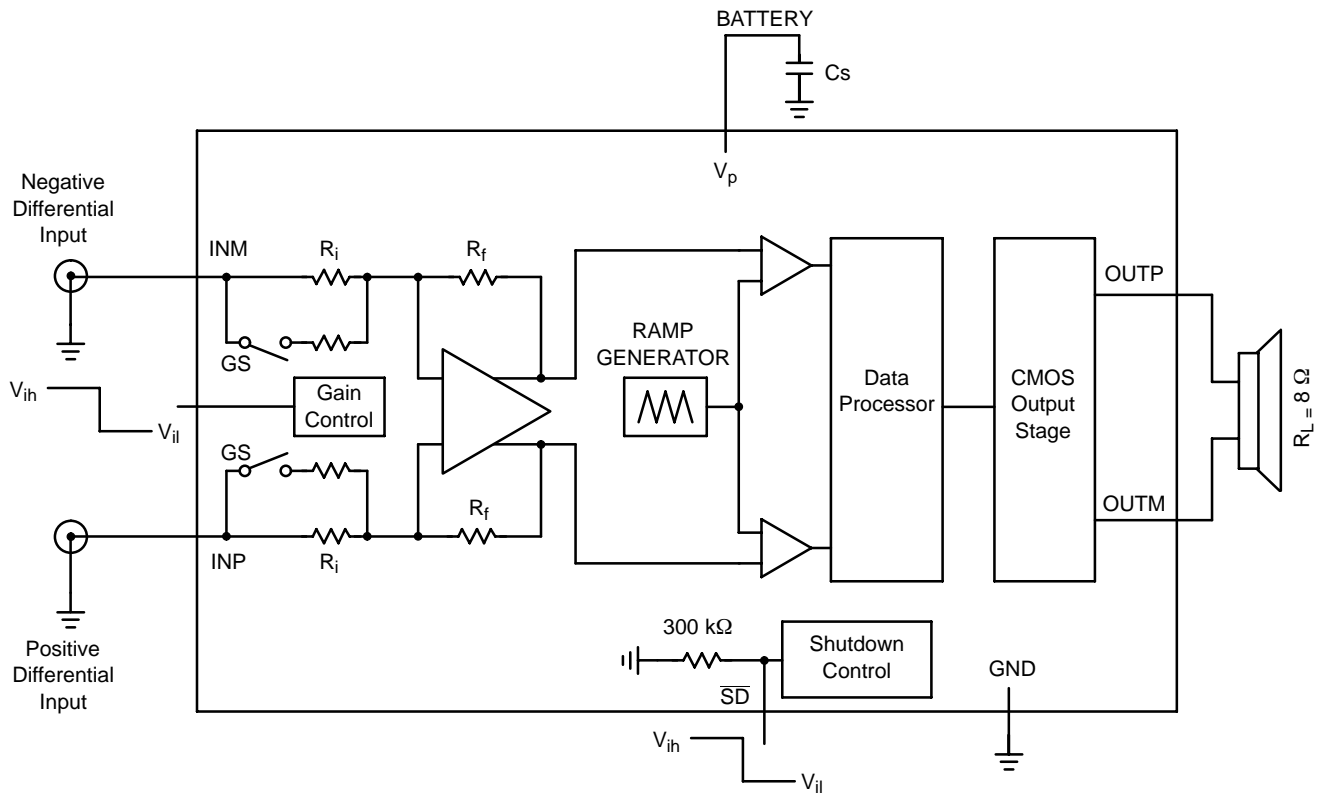 BATTERY
Cs
Vp
Negative
Differential
Input
INM
Ri
Rf
OUTP
RAMP
GENERATOR
GS
Vih
Gain
Control
Data
Processor
CMOS
Output
Stage
RL = 8 Ω
Vil
GS
Rf
OUTM
INP
Ri
300 kΩ
Shutdown
Control
Positive
Differential
Input
GND
SD
Vih
Vil